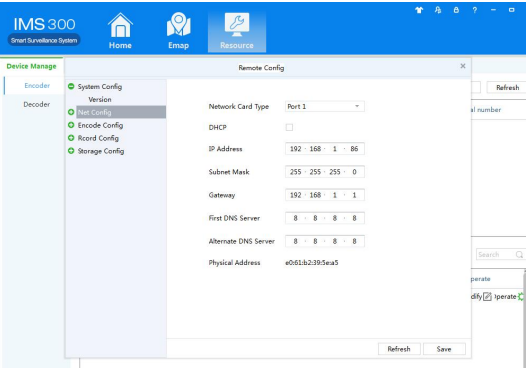 IMS 300
Smart Surveillance System
Home
Emap
Resource
Device Manage
Encoder
Decoder
Remote Config
System Config
Version
Net Config
Encode Config
Rcord Config
Storage Config
Network Card Type Port 1
DHCP
IP Address 192 · 168 · 1 · 86
Subnet Mask 255 · 255 · 255 · 0
Gateway 192 · 168 · 1 · 1
First DNS Server 8 · 8 · 8 · 8
Alternate DNS Server 8 · 8 · 8 · 8
Physical Address e0:61:b2:39:5e:a5
Refresh Save
Refresh
al number
Search
perate
dify Iperate